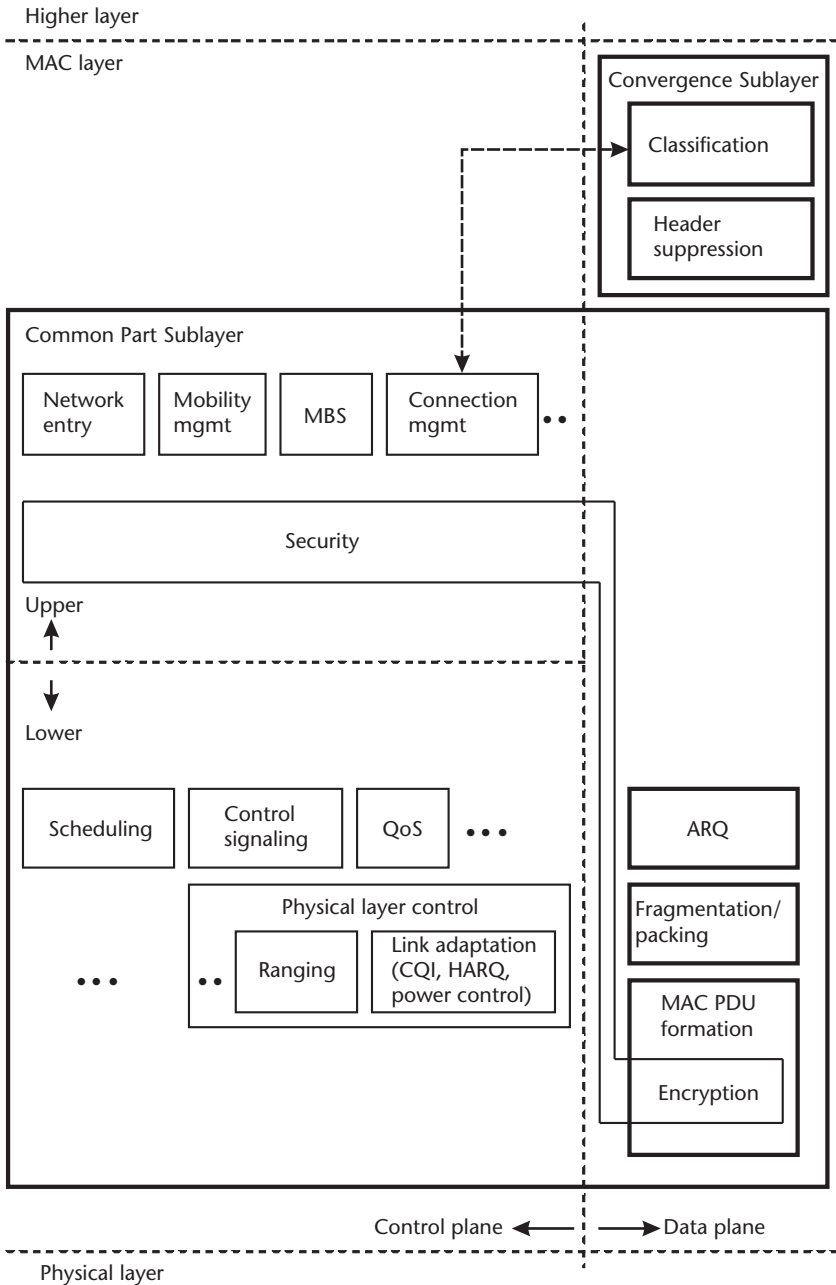 Higher layer
MAC layer
Convergence Sublayer
Classification
Header
suppression
Common Part Sublayer
Network
entry
Mobility
mgmt
MBS
Connection
mgmt
Security
Upper
Lower
Scheduling
Control
signaling
QoS
ARQ
Physical layer control
Ranging
Link adaptation
(CQI, HARQ,
power control)
Fragmentation/
packing
MAC PDU
formation
Encryption
Control plane
Data plane
Physical layer